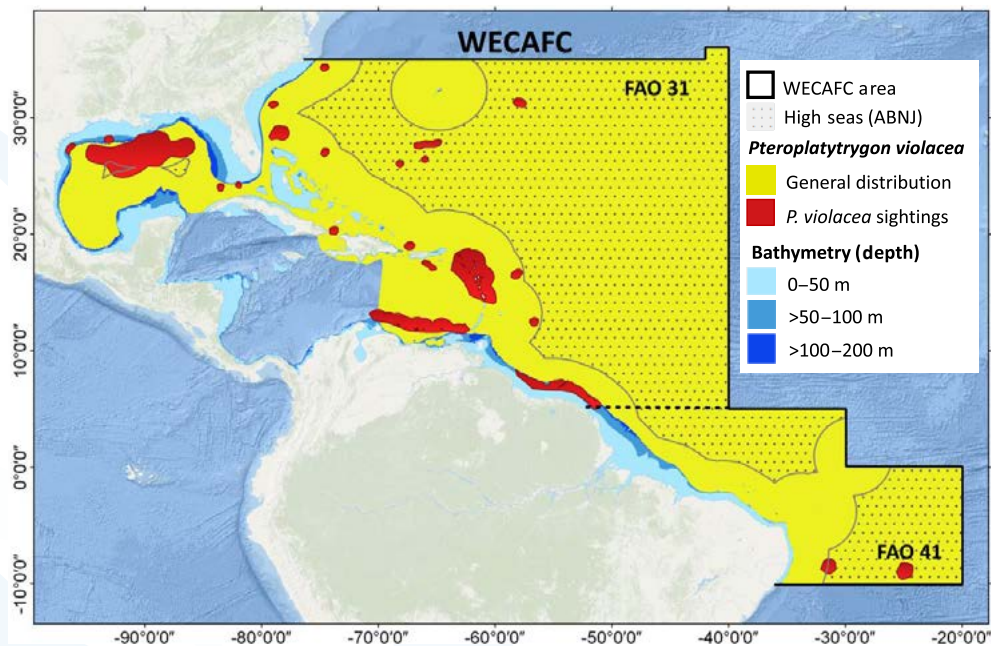 WECAFC
FAO 31
WECAFC area
High seas (ABNJ)
Pteroplatytrygon violacea
General distribution
P. violacea sightings
Bathymetry (depth)
0–50 m
>50–100 m
>100–200 m
FAO 41
30°0'0"
20°0'0"
10°0'0"
0°0'0"
-10°0'0"
-90°0'0"
-80°0'0"
-70°0'0"
-60°0'0"
-50°0'0"
-40°0'0"
-30°0'0"
-20°0'0"